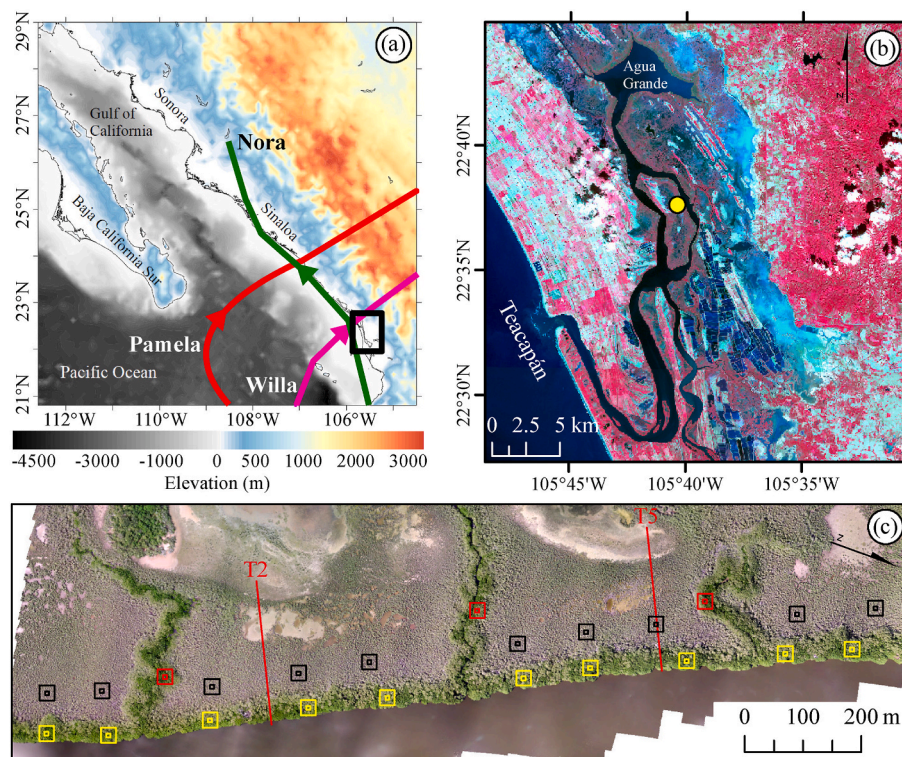 (a)
29°N
27°N
25°N
23°N
21°N
Gulf of
California
Sonora
Nora
Baja California Sur
Sinaloa
Pamela
Willa
Pacific Ocean
112°W 110°W 108°W 106°W
-4500 -3000 -1000 0 500 1000 2000 3000
Elevation (m)
(b)
Agua
Grande
N
22°40'N
22°35'N
22°30'N
Teacapán
0 2.5 5 km
105°45'W 105°40'W 105°35'W
(c)
T2
T5
N
0 100 200 m